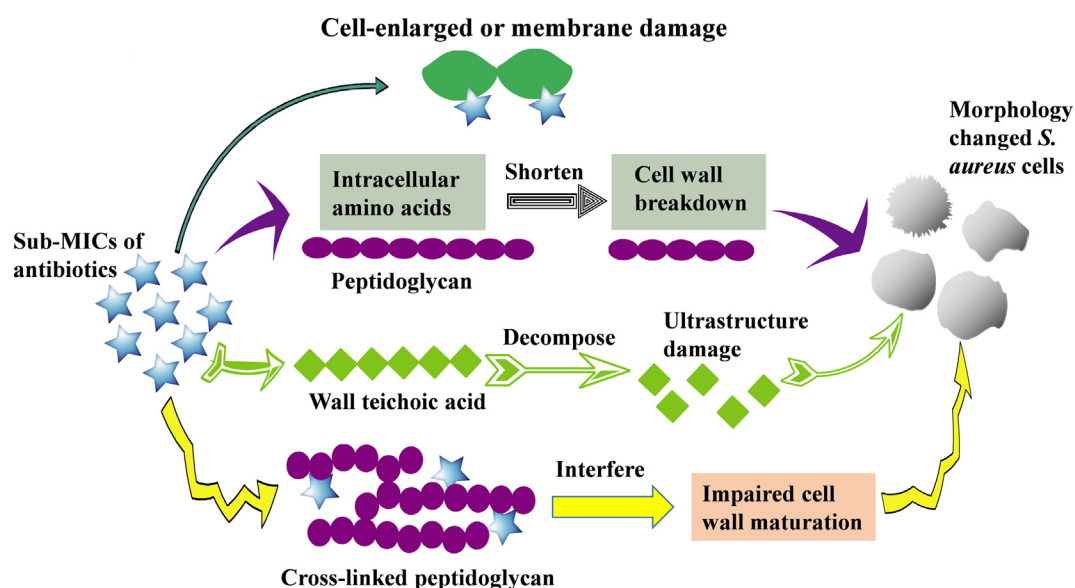 Cell-enlarged or membrane damage
Morphology
changed S.
aureus cells
Intracellular
amino acids
Shorten
Cell wall
breakdown
Sub-MICs of
antibiotics
Peptidoglycan
Decompose
Ultrastructure
damage
Wall teichoic acid
Interfere
Impaired cell
wall maturation
Cross-linked peptidoglycan